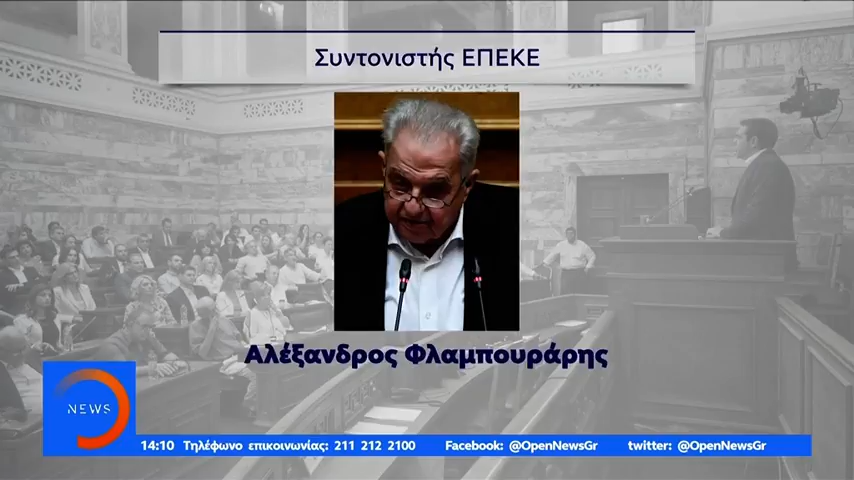 Συντονιστής ΕΠΕΚΕ
Αλέξανδρος Φλαμπουράρης
NEWS
14:10 Τηλέφωνο επικοινωνίας: 211 212 2100 Facebook: @OpenNewsGr twitter: @OpenNewsGr